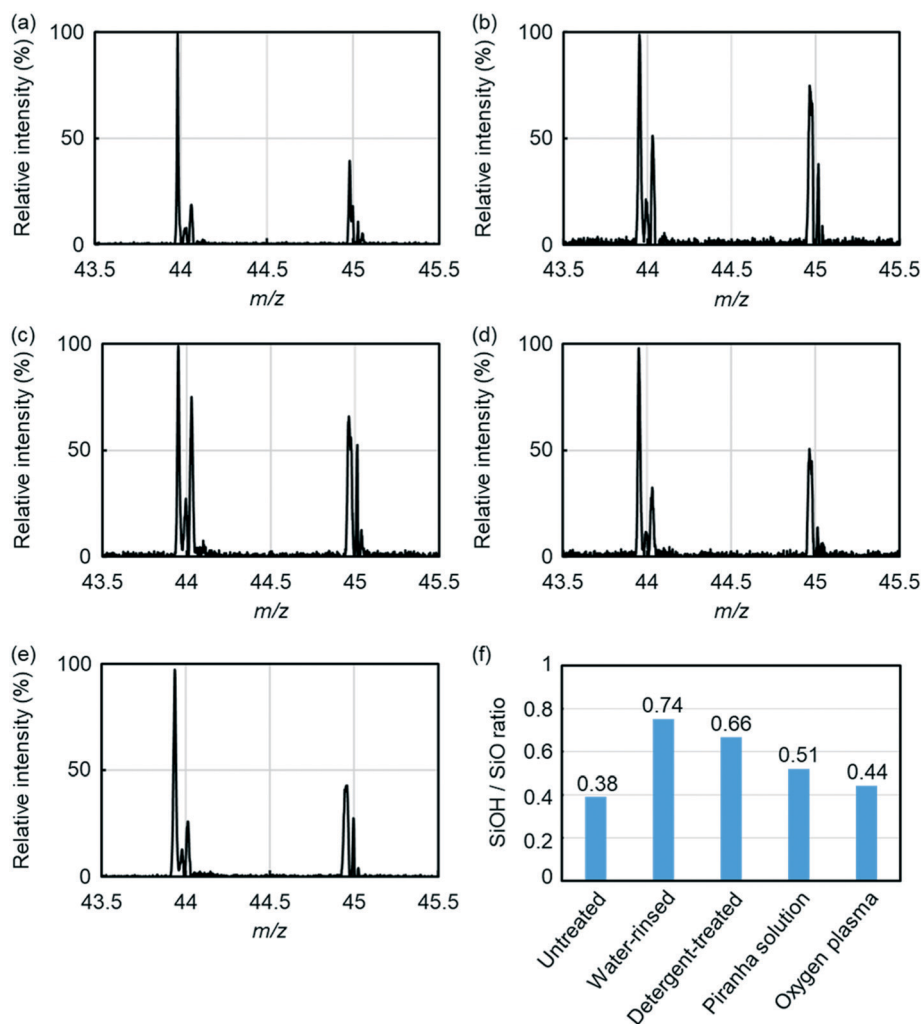 (a)
Relative intensity (%)
100
50
0
43.5 44 44.5 45 45.5
m/z
(b)
Relative intensity (%)
100
50
0
43.5 44 44.5 45 45.5
m/z
(c)
Relative intensity (%)
100
50
0
43.5 44 44.5 45 45.5
m/z
(d)
Relative intensity (%)
100
50
0
43.5 44 44.5 45 45.5
m/z
(e)
Relative intensity (%)
100
50
0
43.5 44 44.5 45 45.5
m/z
(f)
SiOH / SiO ratio
1
0.8
0.6
0.4
0.2
0
0.38
0.74
0.66
0.51
0.44
Untreated
Water-rinsed
Detergent-treated
Piranha solution
Oxygen plasma